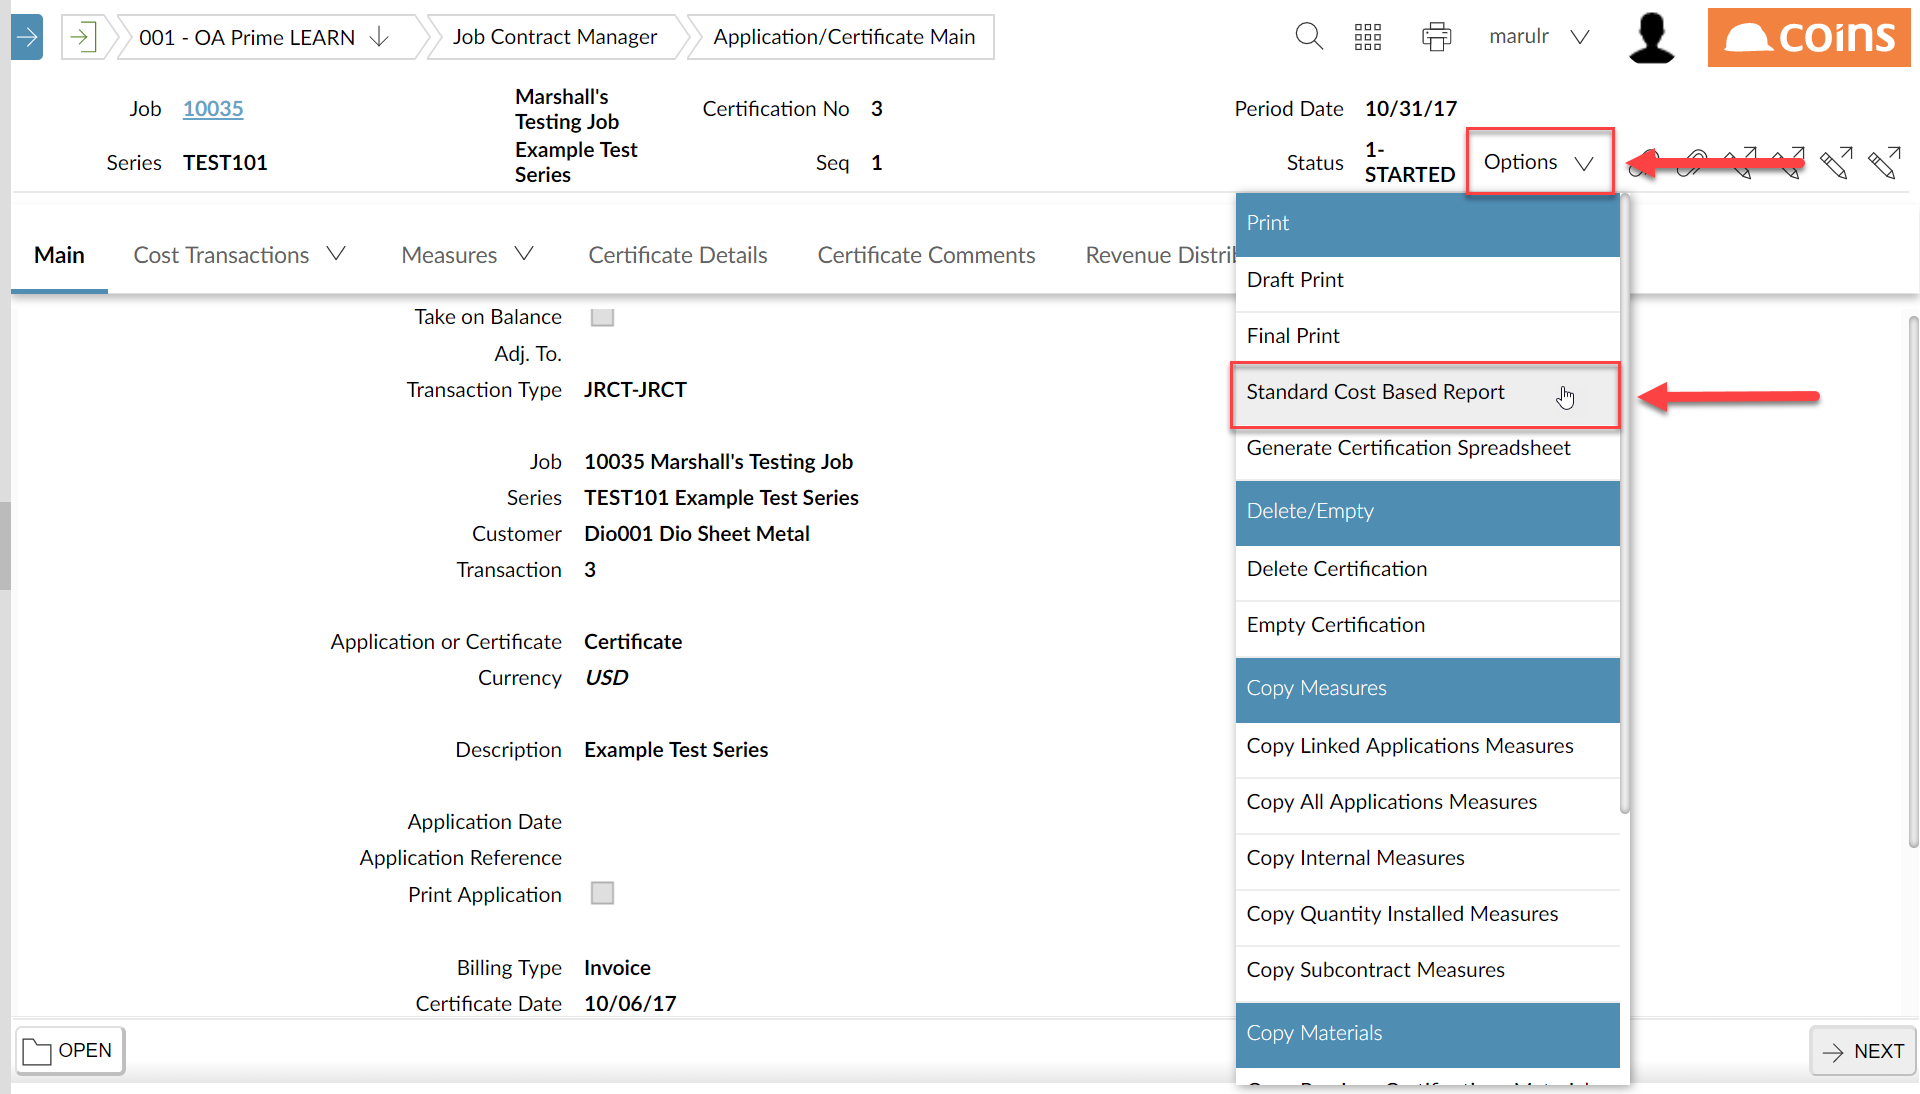 001 - OA Prime LEARN
Job Contract Manager
Application/Certificate Main
marulr
coins
Job 10035
Marshall's
Testing Job
Certification No 3
Period Date 10/31/17
Series TEST101
Example Test
Series
Seq 1
Status 1-
STARTED
Options
Main
Cost Transactions
Measures
Certificate Details
Certificate Comments
Revenue Distrib
Take on Balance
Adj. To.
Transaction Type JRCT-JRCT
Job 10035 Marshall's Testing Job
Series TEST101 Example Test Series
Customer Dio001 Dio Sheet Metal
Transaction 3
Application or Certificate Certificate
Currency USD
Description Example Test Series
Application Date
Application Reference
Print Application
Billing Type Invoice
Certificate Date 10/06/17
Print
Draft Print
Final Print
Standard Cost Based Report
Generate Certification Spreadsheet
Delete/Empty
Delete Certification
Empty Certification
Copy Measures
Copy Linked Applications Measures
Copy All Applications Measures
Copy Internal Measures
Copy Quantity Installed Measures
Copy Subcontract Measures
Copy Materials
OPEN
NEXT